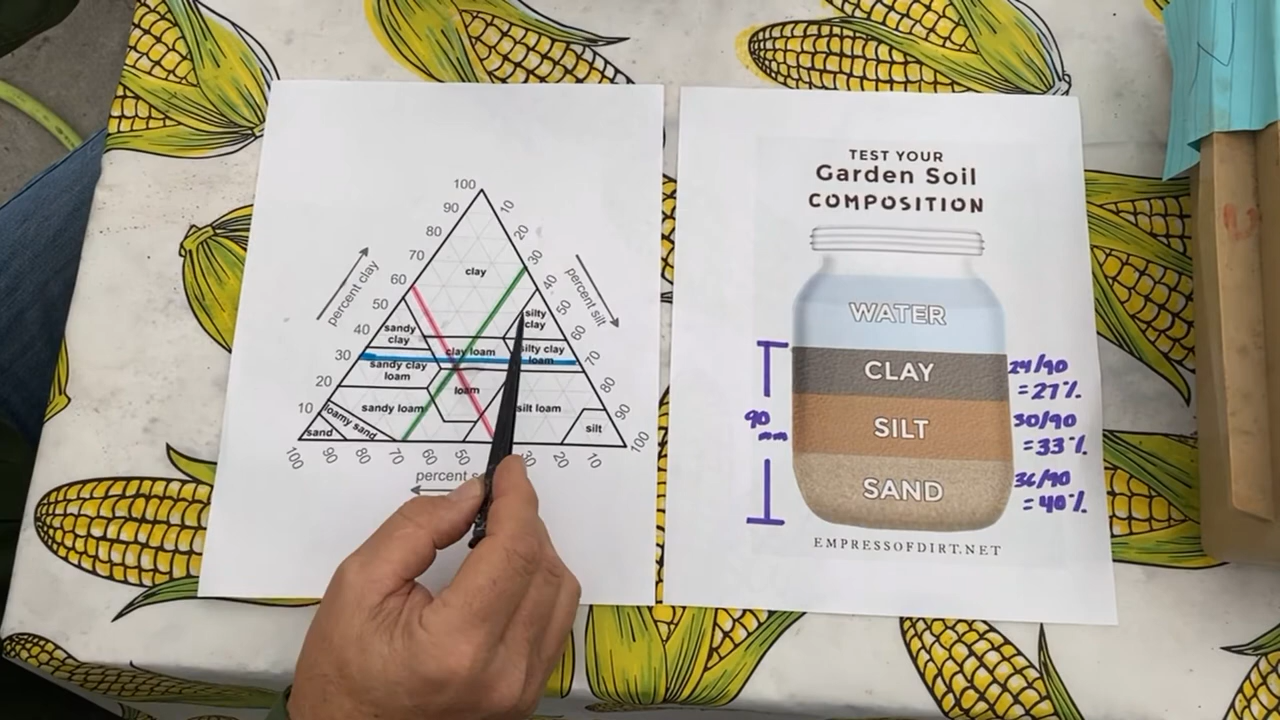 100
90
80
70
60
50
40
30
20
10
percent clay
10
20
30
40
50
60
70
80
90
100
percent silt
clay
silty
clay
sandy
clay
clay loam
silty clay
loam
sandy clay
loam
loam
sandy loam
silt loam
loamy sand
sand
silt
100
90
80
70
60
50
20
10
percent
TEST YOUR
Garden Soil
COMPOSITION
WATER
CLAY
24/90
= 27%
90
mm
SILT
30/90
= 33%
SAND
36/90
= 40%
EMPRESSOFDIRT.NET